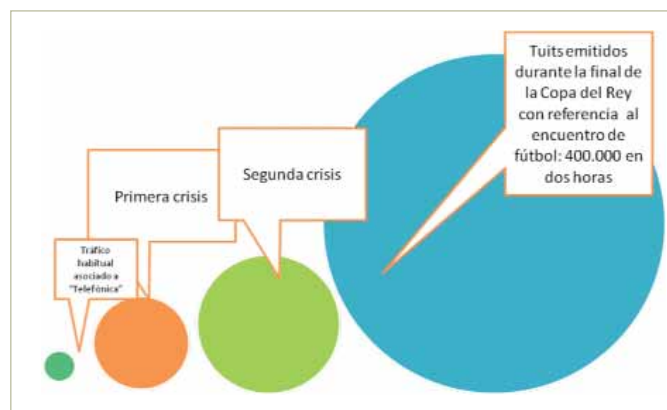 Tráfico
habitual
asociado a
"Telefónica"
Primera crisis
Segunda crisis
Tuits emitidos
durante la final de
la Copa del Rey
con referencia al
encuentro de
fútbol: 400.000 en
dos horas